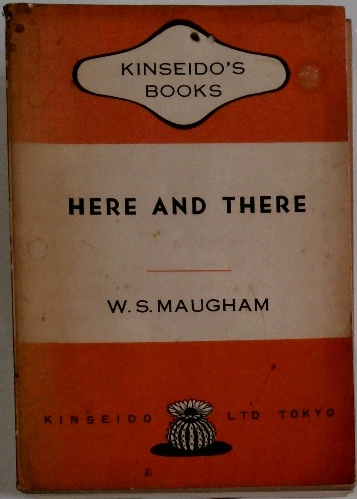 KINSEIDO'S
BOOKS
HERE AND THERE
W. S. MAUGHAM
KINSEIDO LTD TOKYO